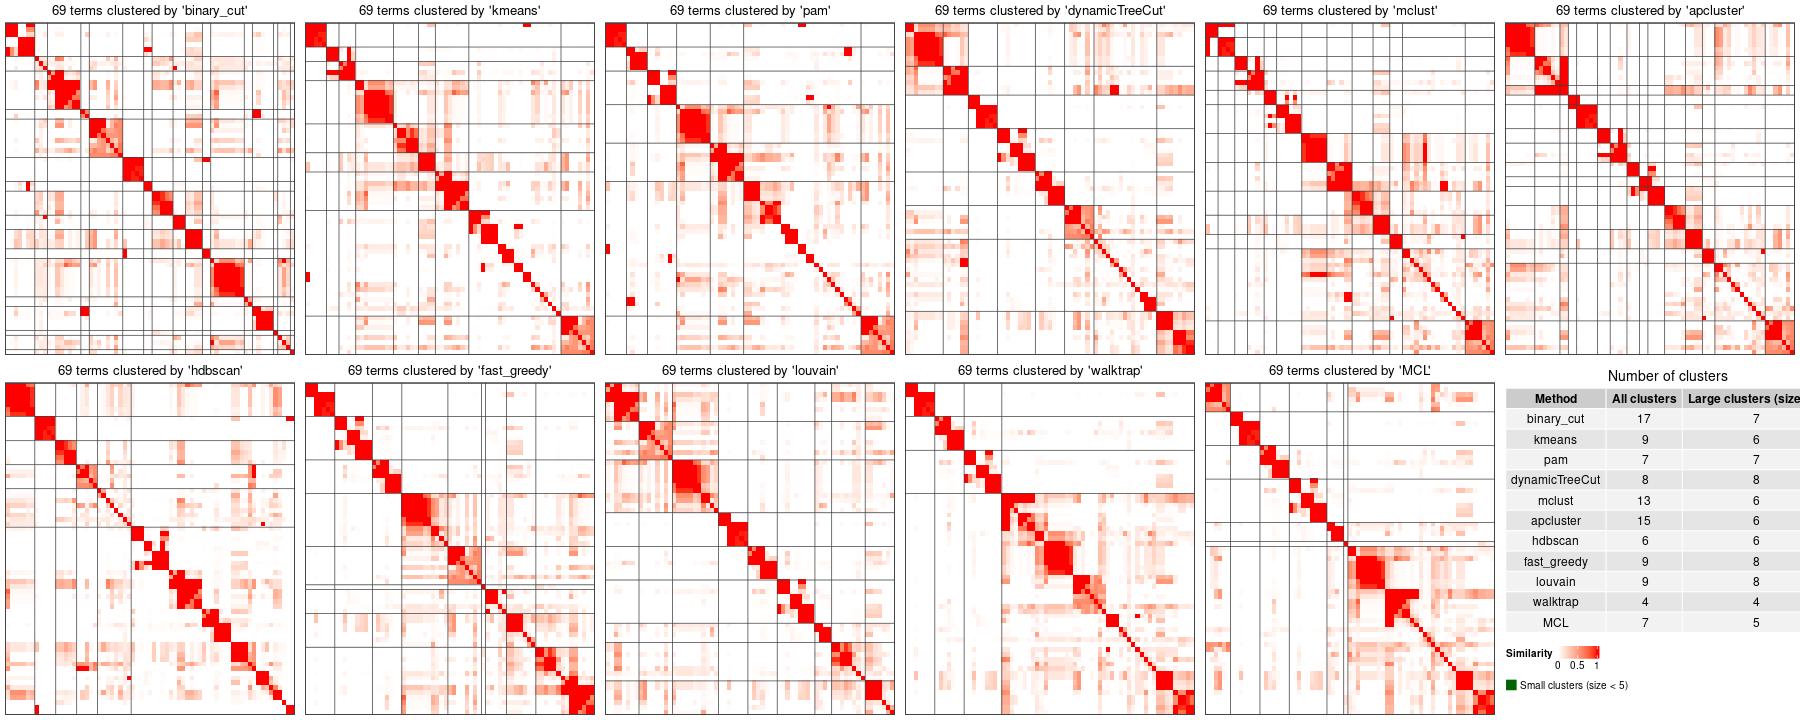 69 terms clustered by 'binary_cut'
69 terms clustered by 'kmeans'
69 terms clustered by 'pam'
69 terms clustered by 'dynamicTreeCut'
69 terms clustered by 'mclust'
69 terms clustered by 'apcluster'
69 terms clustered by 'hdbscan'
69 terms clustered by 'fast_greedy'
69 terms clustered by 'louvain'
69 terms clustered by 'walktrap'
69 terms clustered by 'MCL'
Number of clusters
Method All clusters Large clusters (size
binary_cut 17 7
kmeans 9 6
pam 7 7
dynamicTreeCut 8 8
mclust 13 6
apcluster 15 6
hdbscan 6 6
fast_greedy 9 8
louvain 9 8
walktrap 4 4
MCL 7 5
Similarity
0 0.5 1
Small clusters (size < 5)